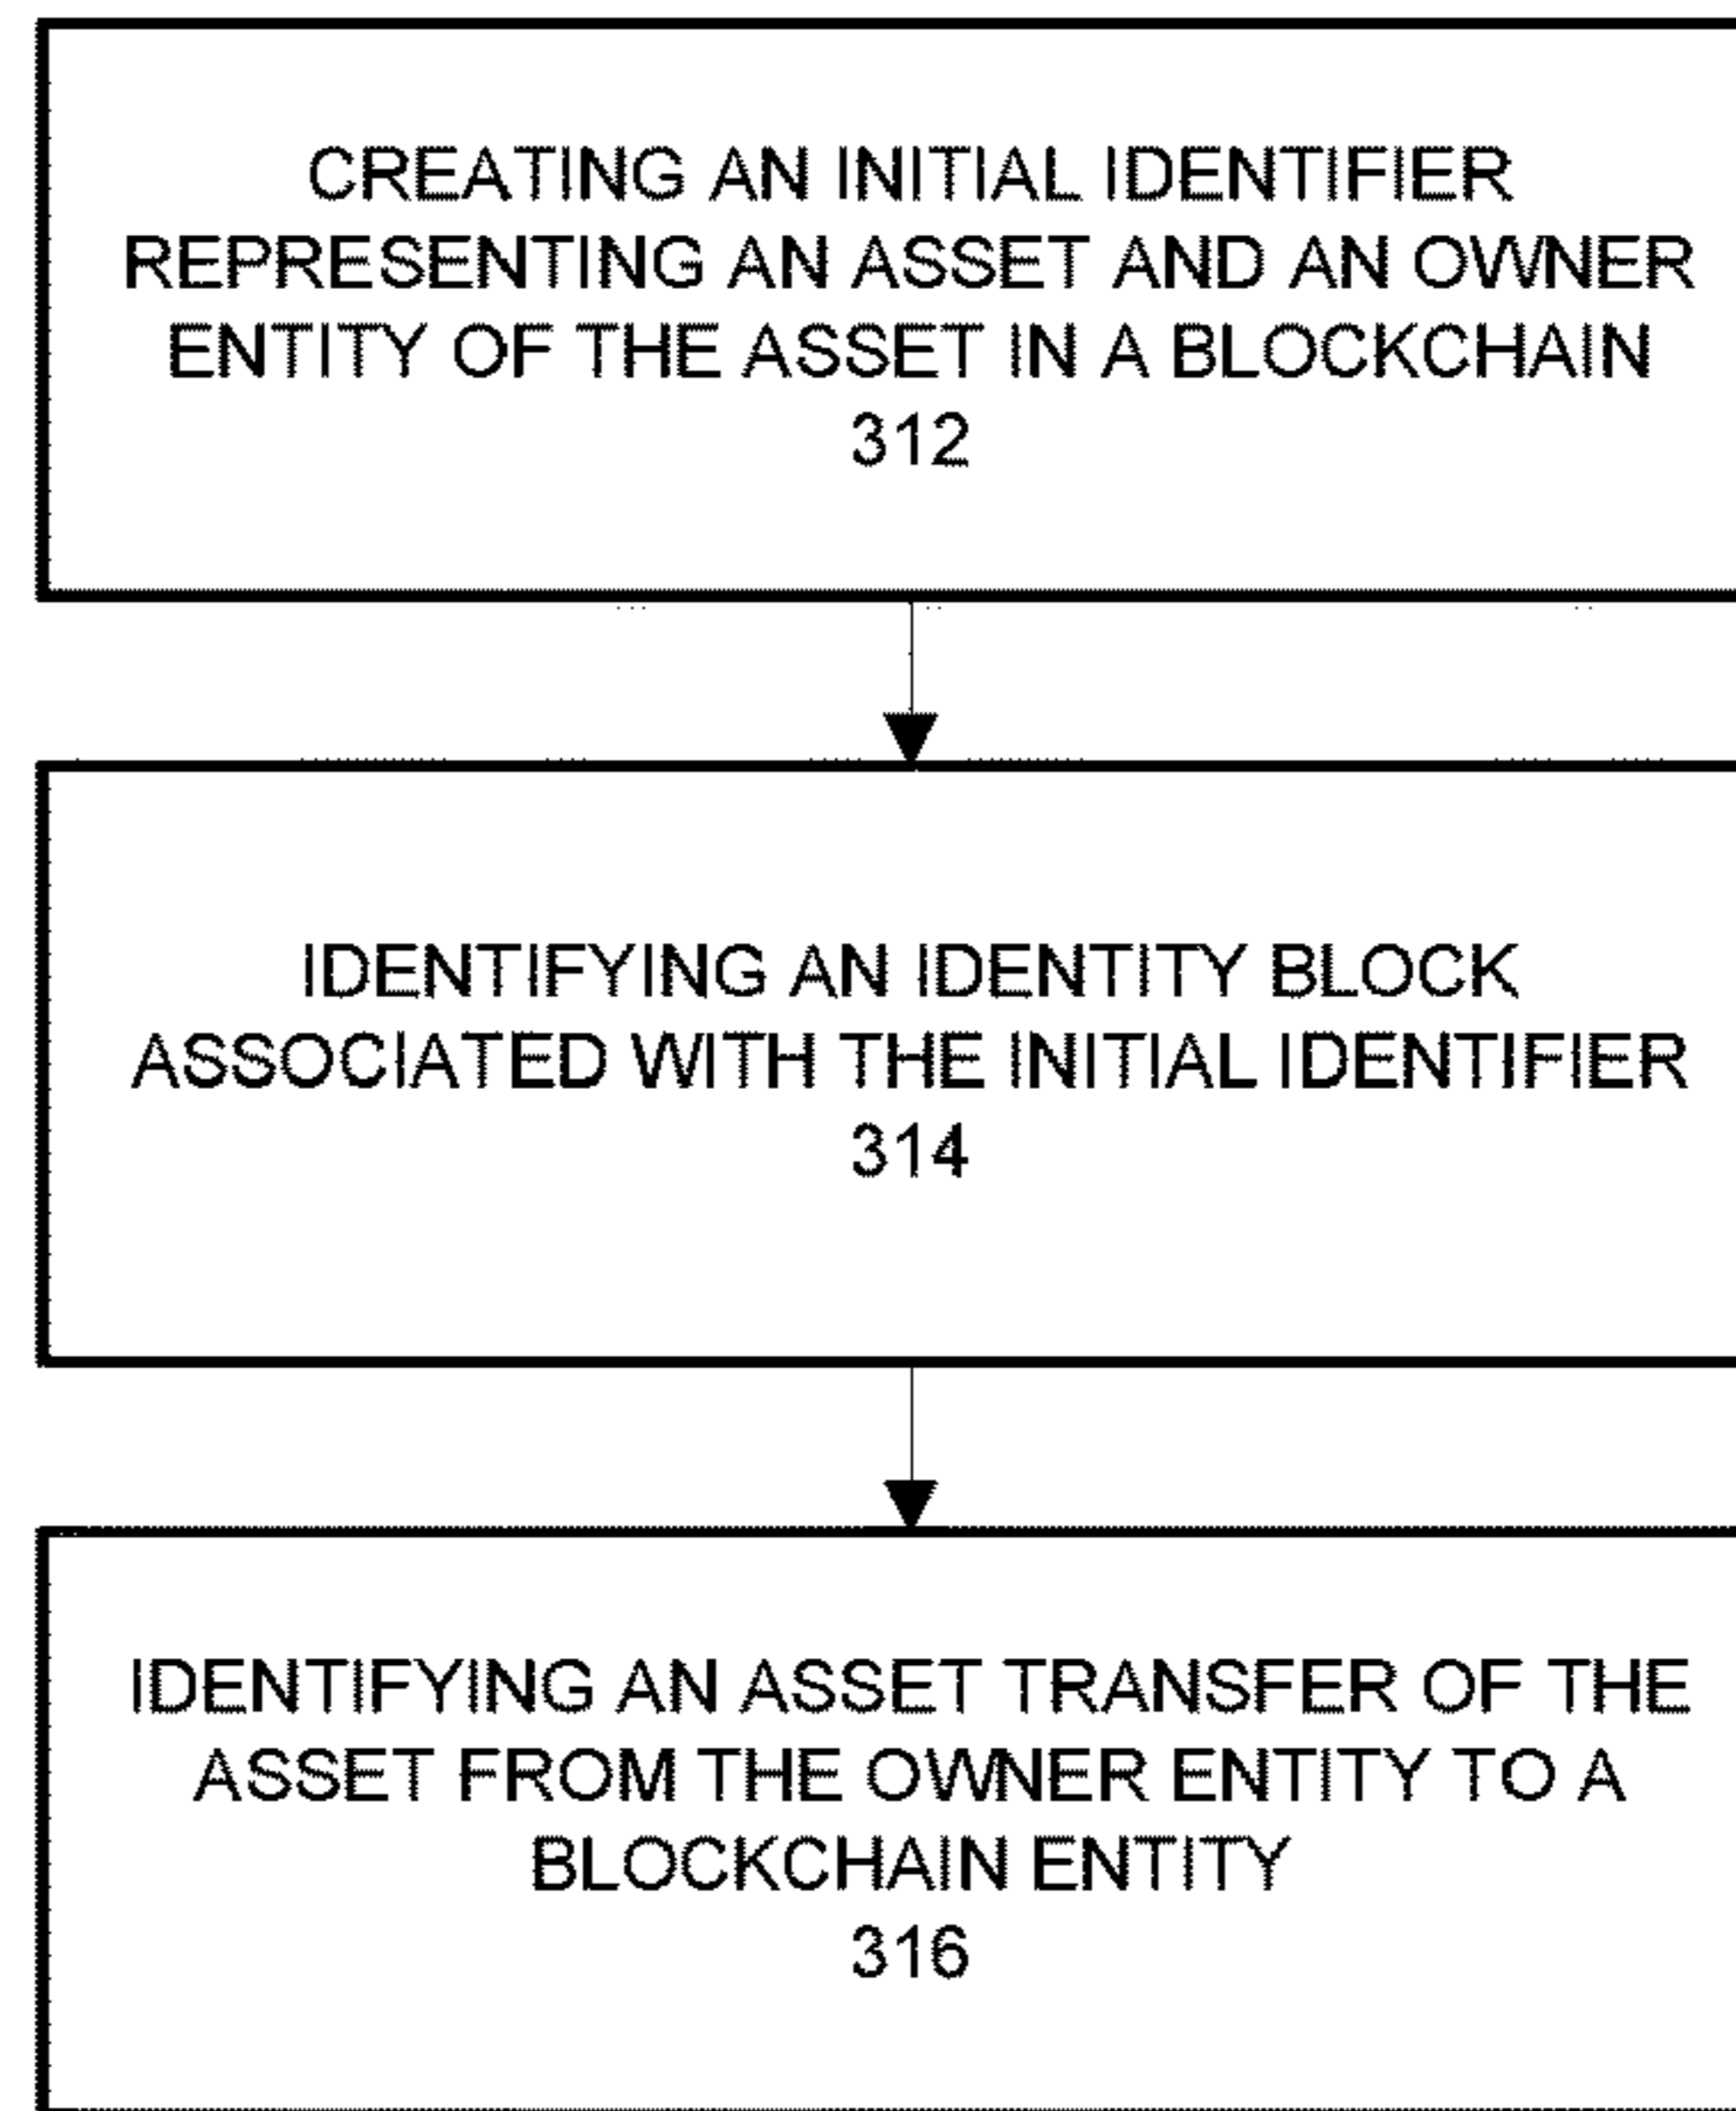 CREATING AN INITIAL IDENTIFIER
REPRESENTING AN ASSET AND AN OWNER
ENTITY OF THE ASSET IN A BLOCKCHAIN
312
IDENTIFYING AN IDENTITY BLOCK
ASSOCIATED WITH THE INITIAL IDENTIFIER
314
IDENTIFYING AN ASSET TRANSFER OF THE
ASSET FROM THE OWNER ENTITY TO A
BLOCKCHAIN ENTITY
316